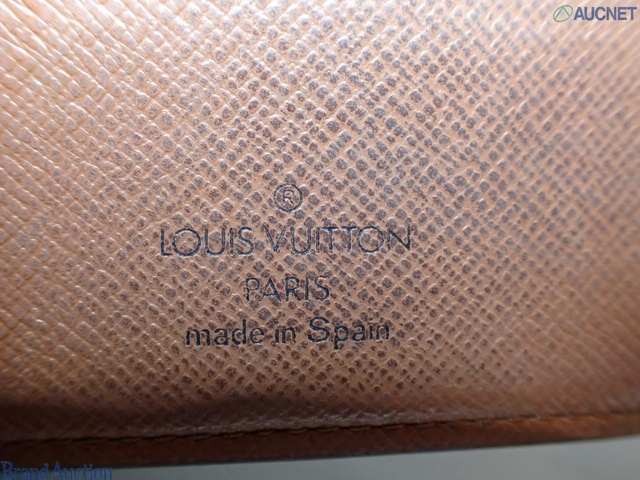 AUCNET
®
LOUIS VUITTON
PARIS
made in Spain
Brand Auction